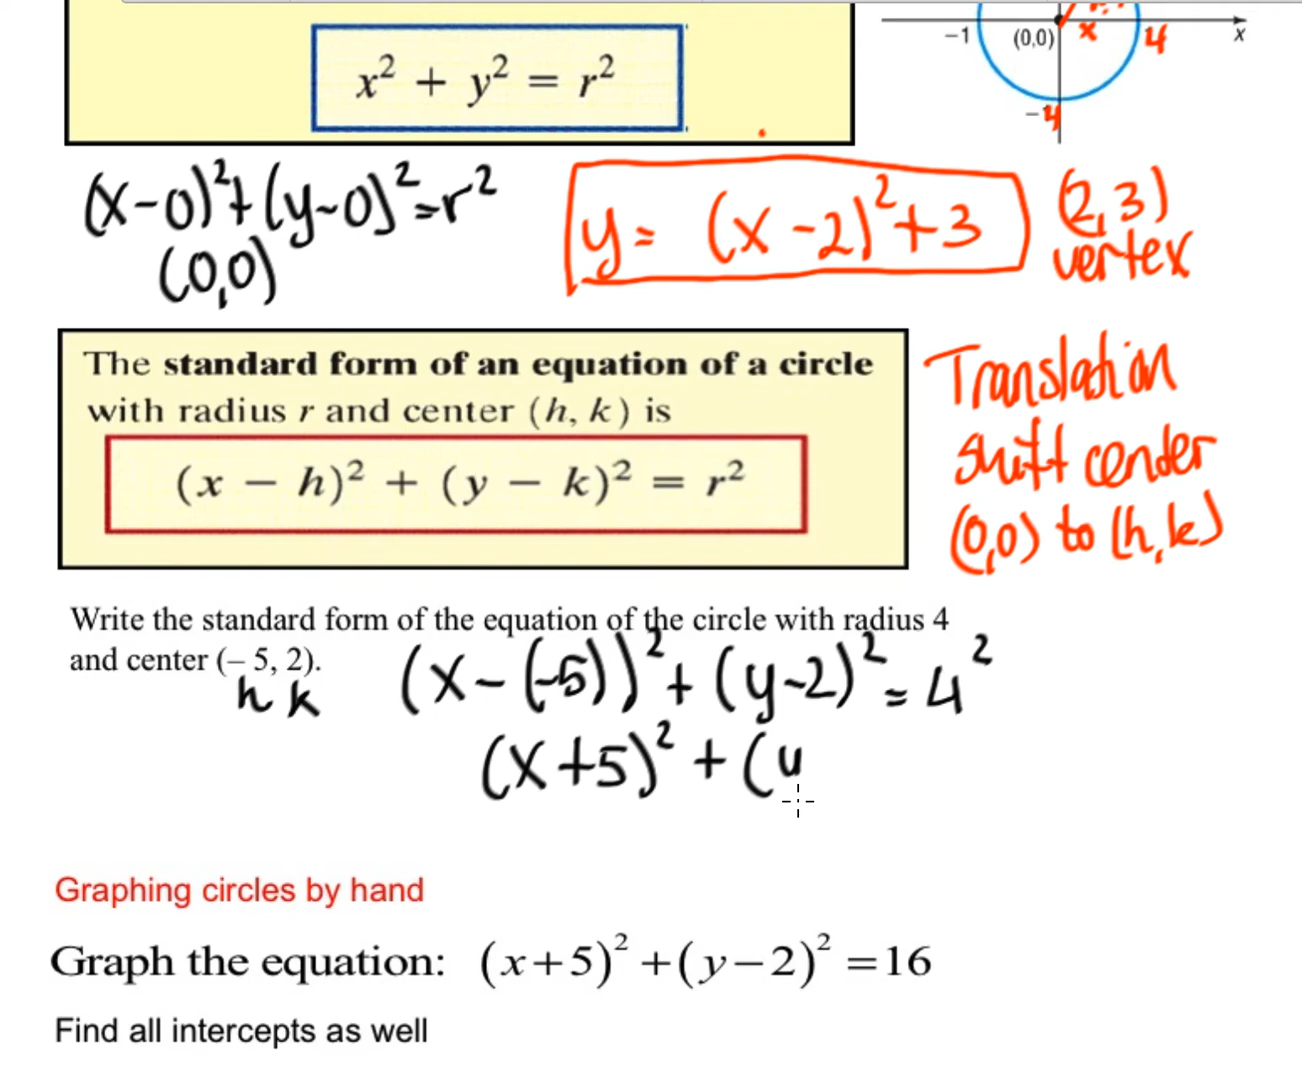 x² + y² = r²
-1 (0,0) x 4 x
-4
(x-0)²+(y-0)²=r²
(0,0)
y = (x-2)²+3
(2,3)
vertex
The standard form of an equation of a circle
with radius r and center (h, k) is
(x − h)² + (y − k)² = r²
Translation
shift center
(0,0) to (h,k)
Write the standard form of the equation of the circle with radius 4
and center (– 5, 2).
h k
(x-(-5))²+(y-2)²=4²
(x+5)² + (y
Graphing circles by hand
Graph the equation: (x+5)² +(y−2)² =16
Find all intercepts as well